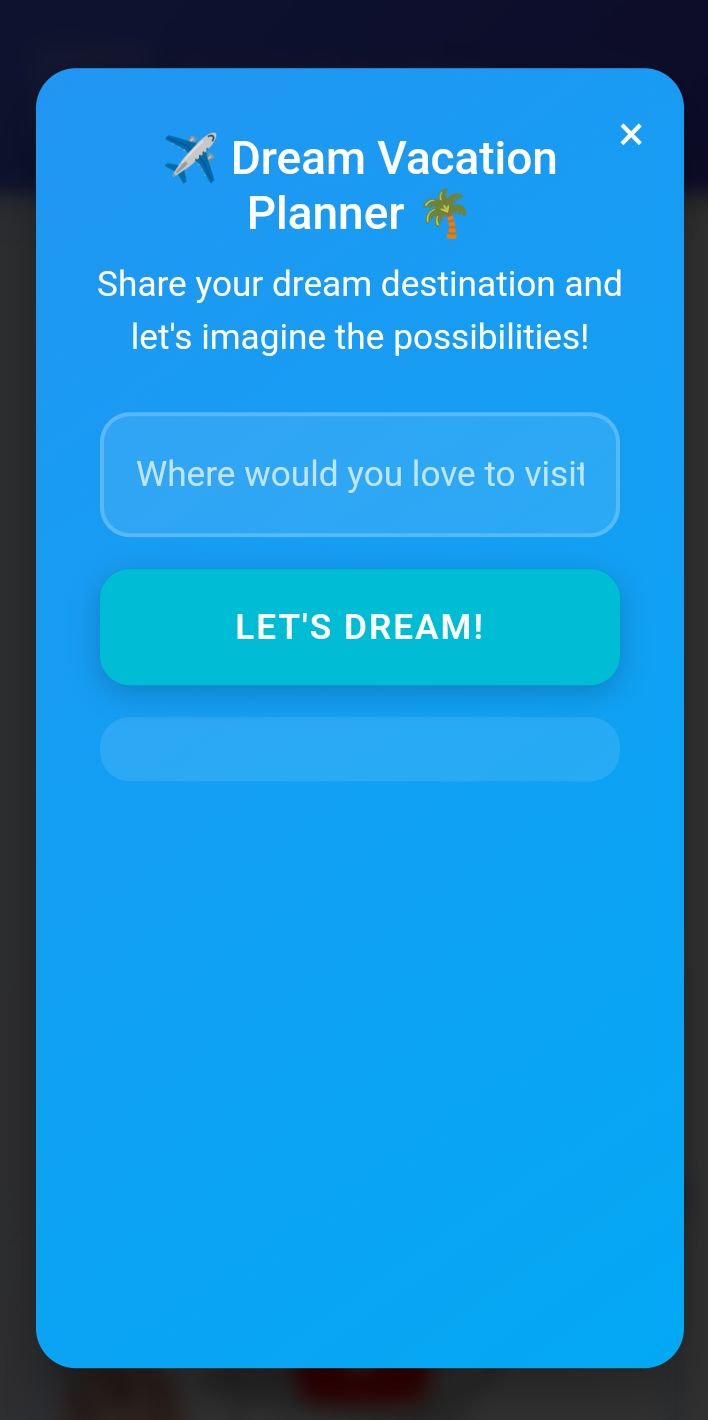 ✈️ Dream Vacation
Planner 🌴
×
Share your dream destination and
let's imagine the possibilities!
Where would you love to visit
LET'S DREAM!